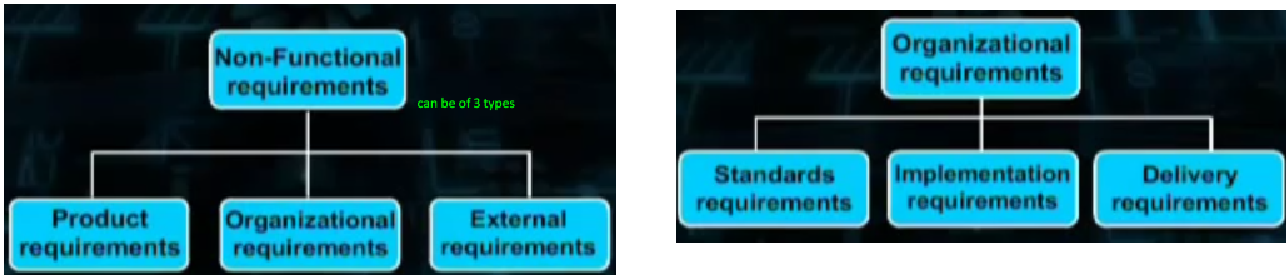 Non-Functional
requirements
can be of 3 types
Product
requirements
Organizational
requirements
External
requirements
Organizational
requirements
Standards
requirements
Implementation
requirements
Delivery
requirements